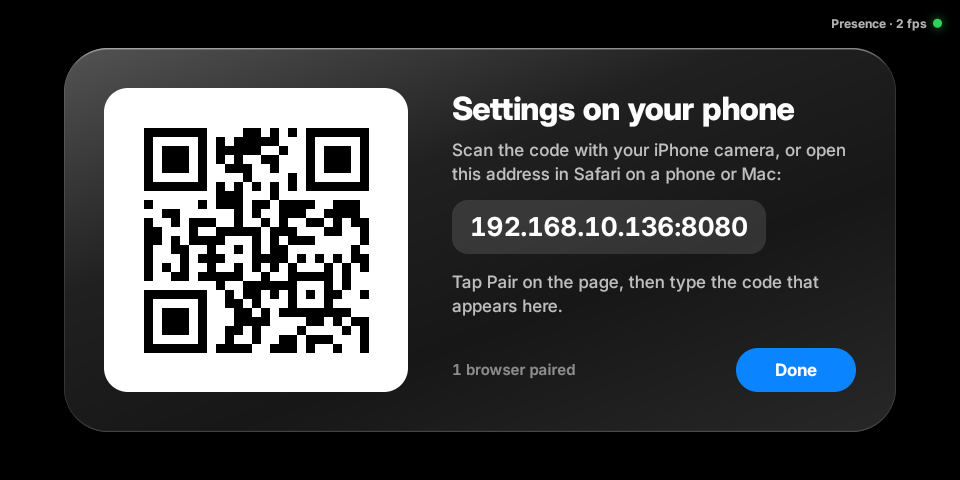 Presence · 2 fps
Settings on your phone
Scan the code with your iPhone camera, or open
this address in Safari on a phone or Mac:
192.168.10.136:8080
Tap Pair on the page, then type the code that
appears here.
1 browser paired
Done